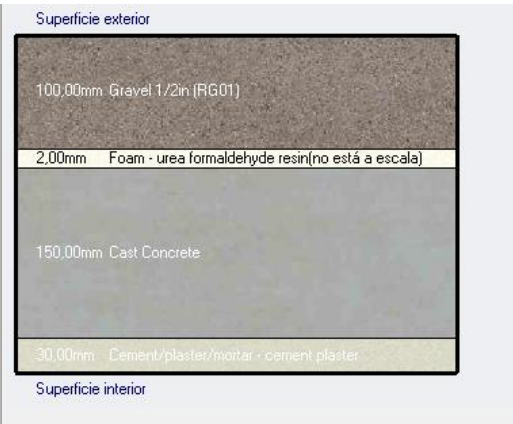 Superficie exterior
100,00mm Gravel 1/2in (RG01)
2,00mm Foam - urea formaldehyde resin(no está a escala)
150,00mm Cast Concrete
30,00mm Cement/plaster/mortar - cement plaster
Superficie interior